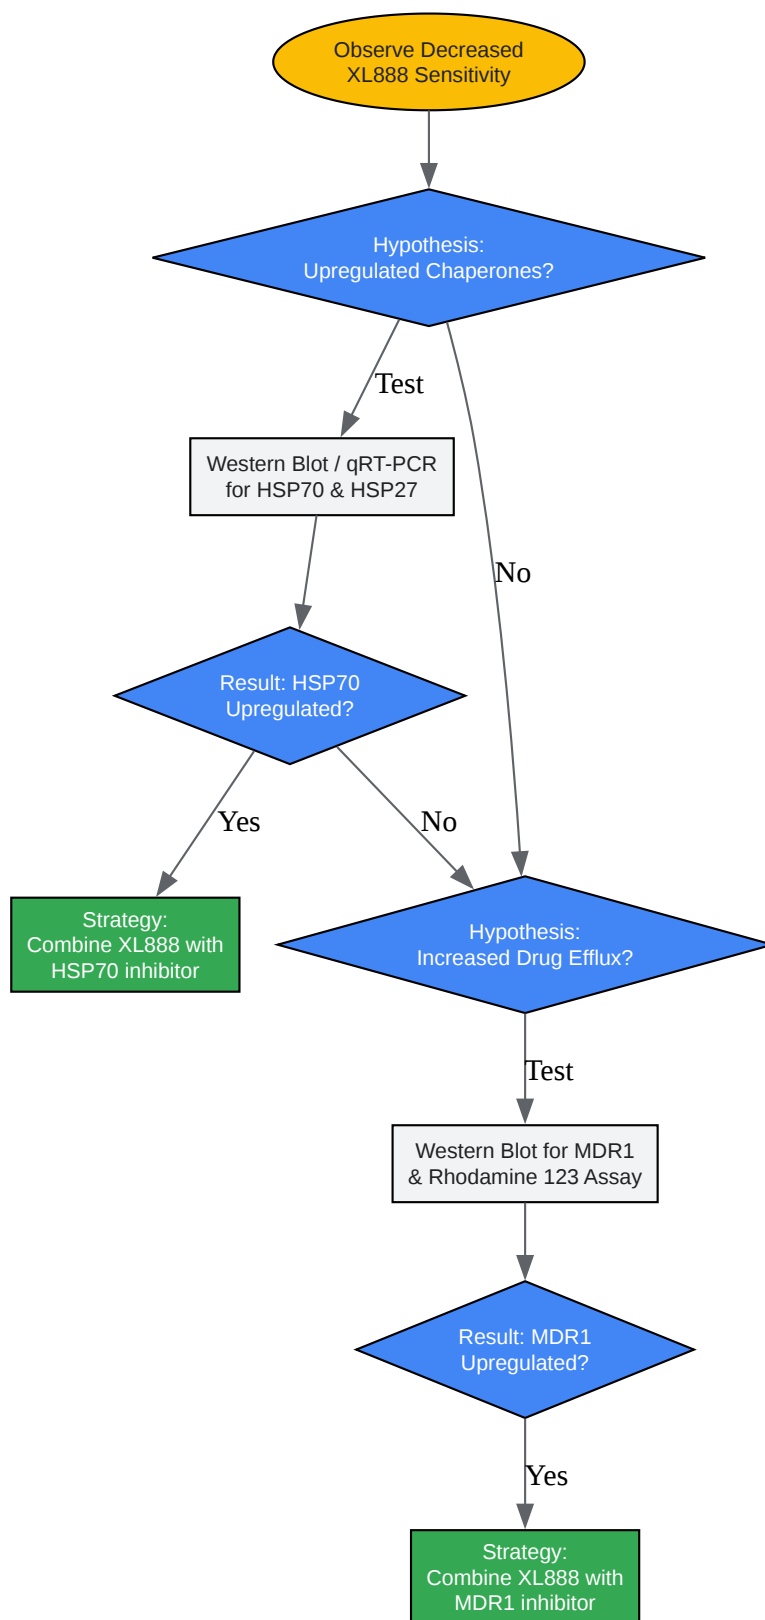 Observe Decreased
XL888 Sensitivity
Hypothesis:
Upregulated Chaperones?
Test
Western Blot / qRT-PCR
for HSP70 & HSP27
No
Result: HSP70
Upregulated?
Yes
No
Strategy:
Combine XL888 with
HSP70 inhibitor
Hypothesis:
Increased Drug Efflux?
Test
Western Blot for MDR1
& Rhodamine 123 Assay
Result: MDR1
Upregulated?
Yes
Strategy:
Combine XL888 with
MDR1 inhibitor